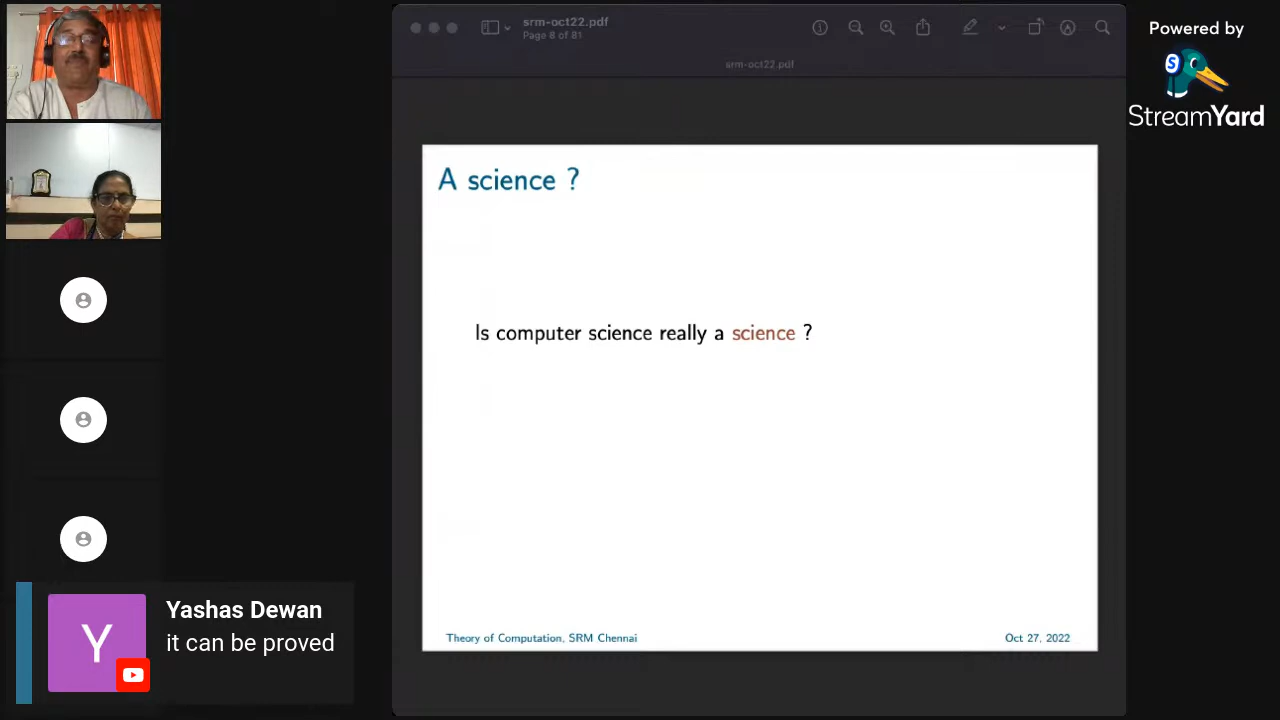 srm-oct22.pdf
Page 8 of 81
srm-oct22.pdf
Powered by
S
StreamYard
A science ?
Is computer science really a science ?
Theory of Computation, SRM Chennai
Oct 27, 2022
Y
Yashas Dewan
it can be proved